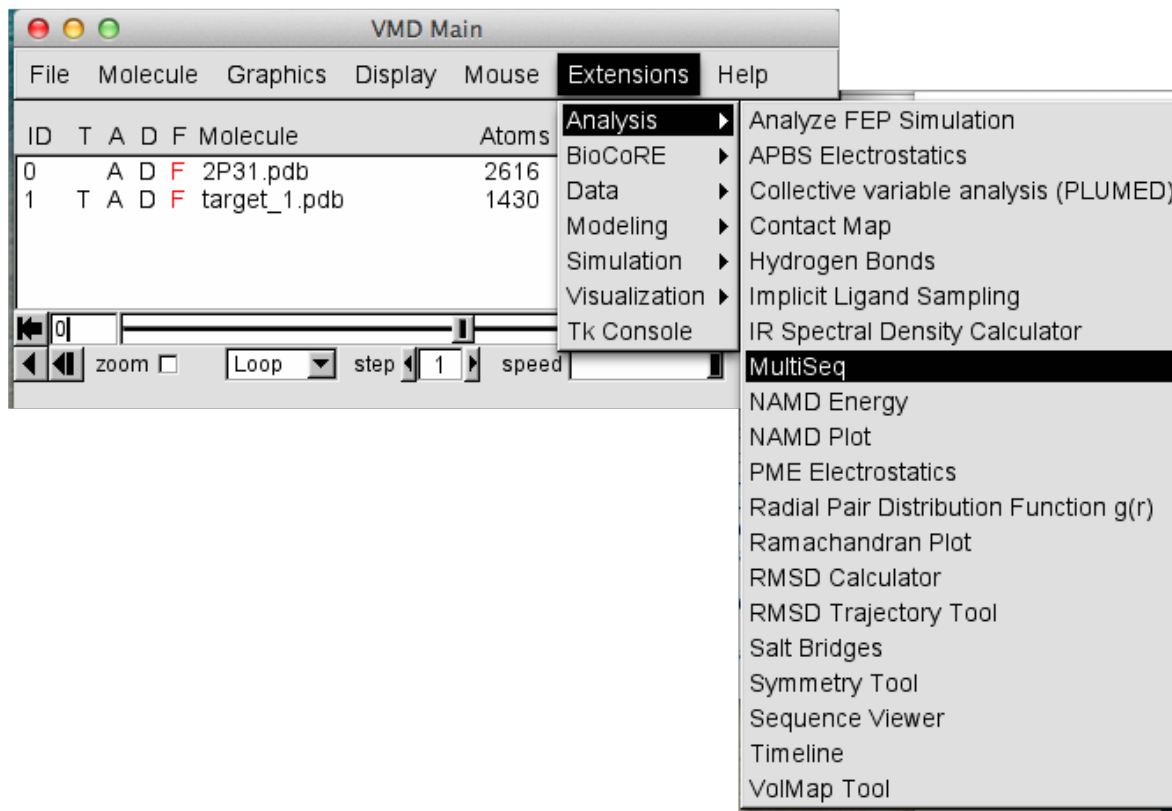 VMD Main
File Molecule Graphics Display Mouse Extensions Help
ID T A D F Molecule Atoms
0 A D F 2P31.pdb 2616
1 T A D F target_1.pdb 1430
0
zoom Loop step 1 speed
Analysis
BioCoRE
Data
Modeling
Simulation
Visualization
Tk Console
Analyze FEP Simulation
APBS Electrostatics
Collective variable analysis (PLUMED)
Contact Map
Hydrogen Bonds
Implicit Ligand Sampling
IR Spectral Density Calculator
MultiSeq
NAMD Energy
NAMD Plot
PME Electrostatics
Radial Pair Distribution Function g(r)
Ramachandran Plot
RMSD Calculator
RMSD Trajectory Tool
Salt Bridges
Symmetry Tool
Sequence Viewer
Timeline
VolMap Tool